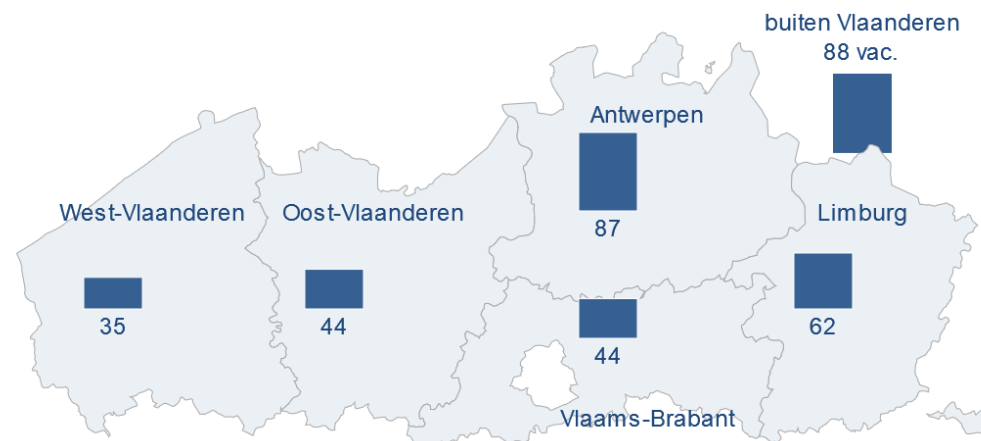 buiten Vlaanderen
88 vac.
Antwerpen
87
West-Vlaanderen
35
Oost-Vlaanderen
44
Limburg
62
44
Vlaams-Brabant